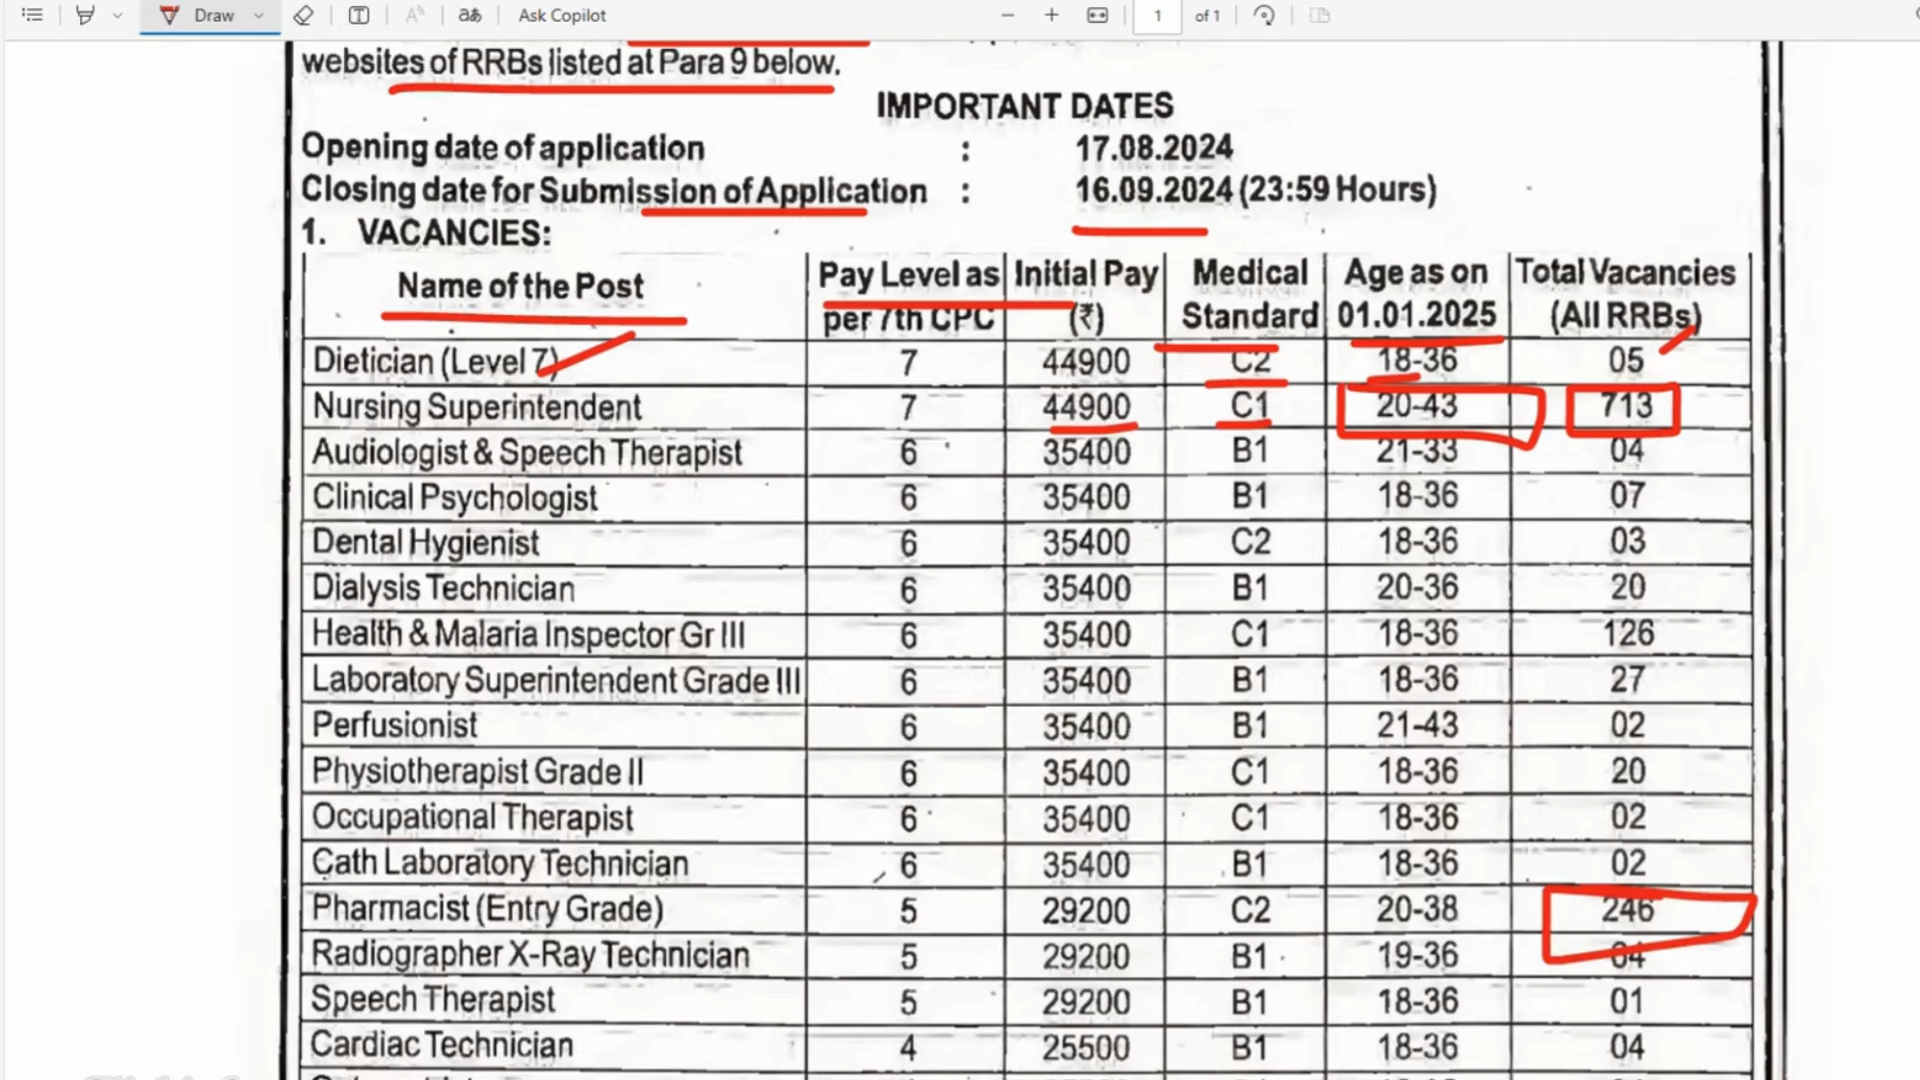 Draw
Ask Copilot
1 of 1
websites of RRBs listed at Para 9 below.
IMPORTANT DATES
Opening date of application : 17.08.2024
Closing date for Submission of Application : 16.09.2024 (23:59 Hours)
1. VACANCIES:
Name of the Post Pay Level as per 7th CPC Initial Pay (₹) Medical Standard Age as on 01.01.2025 Total Vacancies (All RRBs)
Dietician (Level 7) 7 44900 C2 18-36 05
Nursing Superintendent 7 44900 C1 20-43 713
Audiologist & Speech Therapist 6 35400 B1 21-33 04
Clinical Psychologist 6 35400 B1 18-36 07
Dental Hygienist 6 35400 C2 18-36 03
Dialysis Technician 6 35400 B1 20-36 20
Health & Malaria Inspector Gr III 6 35400 C1 18-36 126
Laboratory Superintendent Grade III 6 35400 B1 18-36 27
Perfusionist 6 35400 B1 21-43 02
Physiotherapist Grade II 6 35400 C1 18-36 20
Occupational Therapist 6 35400 C1 18-36 02
Cath Laboratory Technician 6 35400 B1 18-36 02
Pharmacist (Entry Grade) 5 29200 C2 20-38 246
Radiographer X-Ray Technician 5 29200 B1 19-36 04
Speech Therapist 5 29200 B1 18-36 01
Cardiac Technician 4 25500 B1 18-36 04